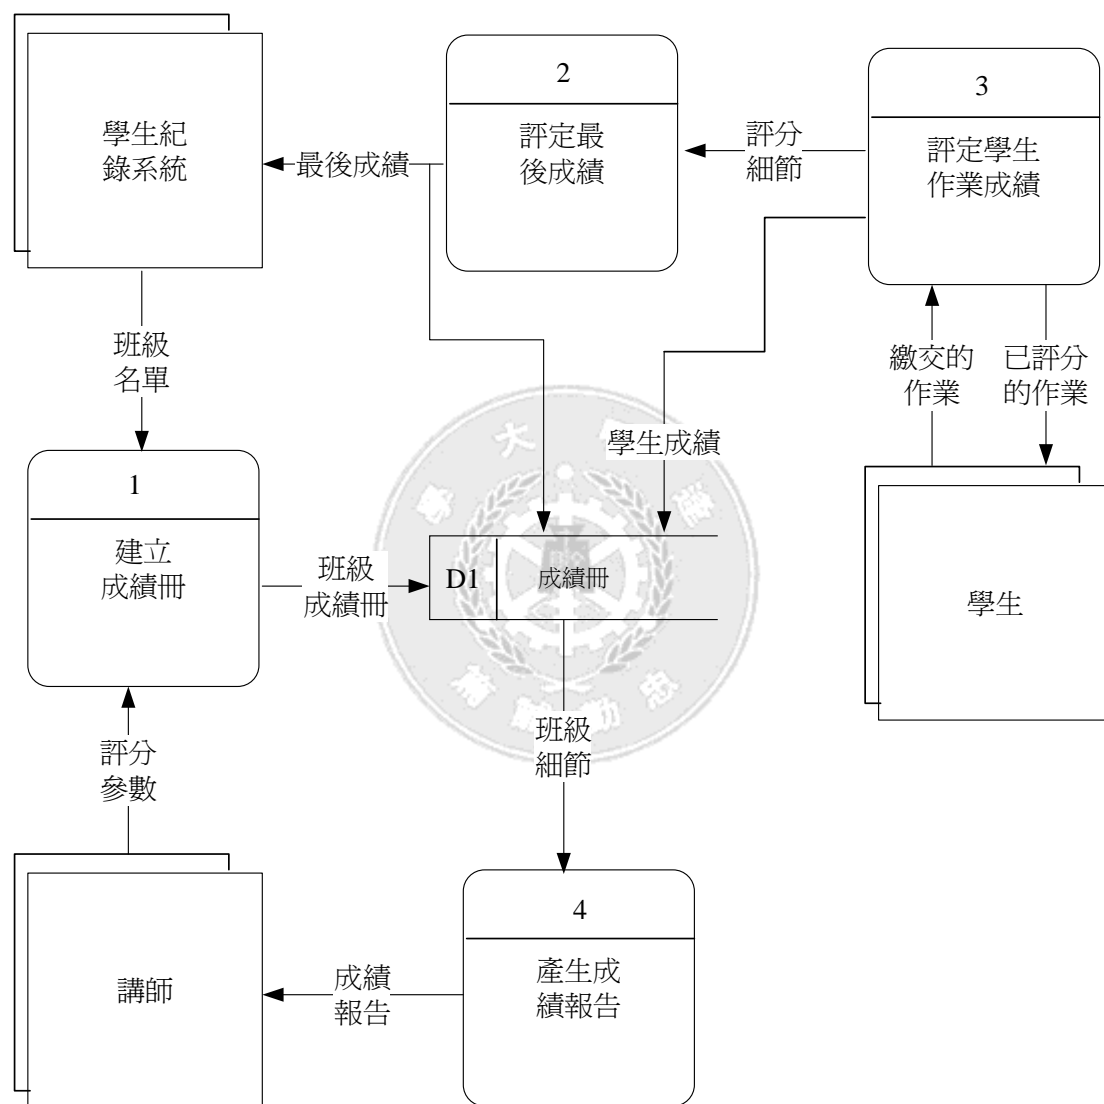 2
3
學生紀
錄系統
最後成績
評定最
後成績
評分
細節
評定學生
作業成績
班級
名單
繳交的
作業
已評分
的作業
學生成績
1
建立
成績冊
班級
成績冊
D1
成績冊
學生
評分
參數
班級
細節
4
講師
成績
報告
產生成
績報告